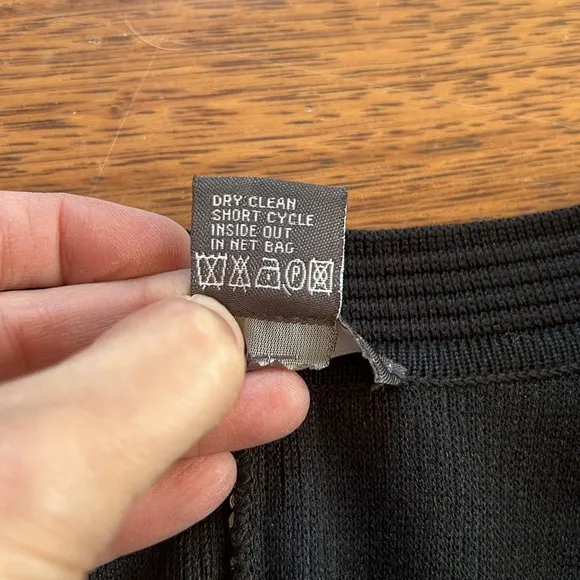 DRY CLEAN
SHORT CYCLE
INSIDE OUT
IN NET BAG
P